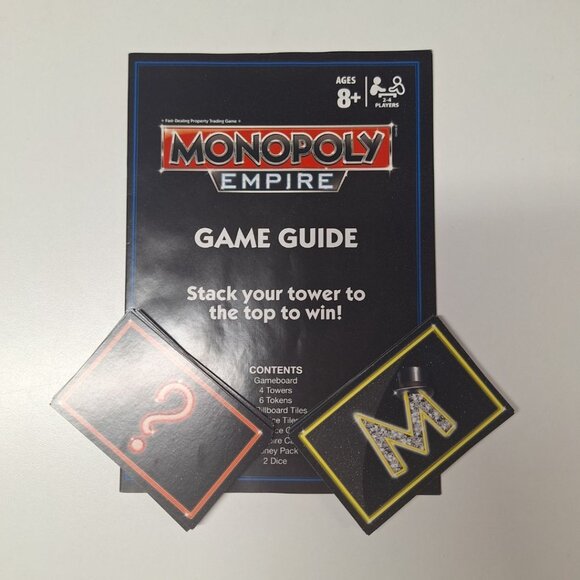 AGES
8+
2-4
PLAYERS
Fast-Dealing Property Trading Game
MONOPOLY
EMPIRE
GAME GUIDE
Stack your tower to
the top to win!
CONTENTS
Gameboard
4 Towers
6 Tokens
Tiles
2 Dice
?
M